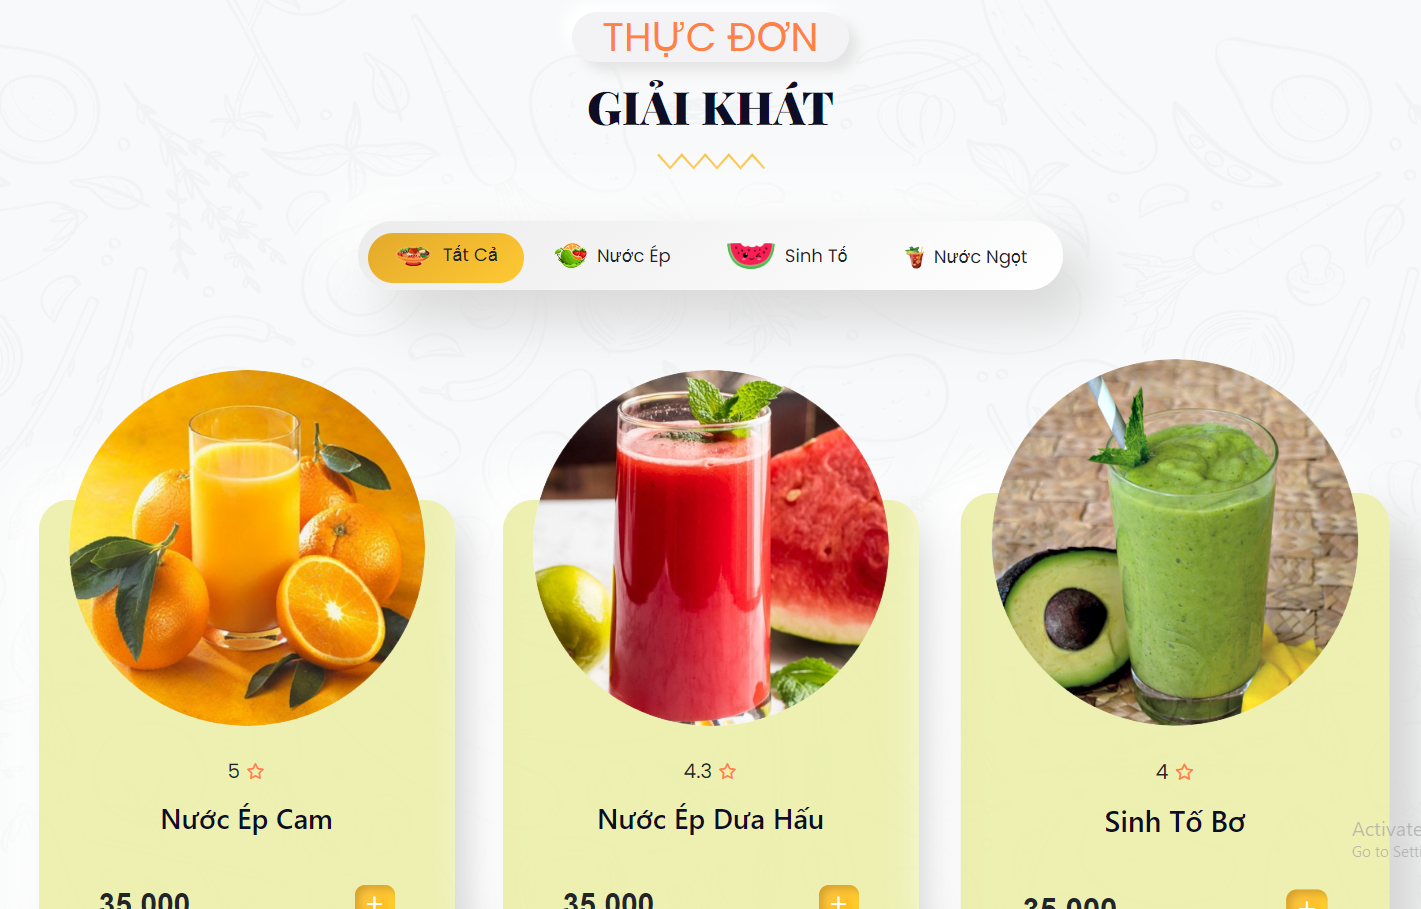 THỰC ĐƠN
GIẢI KHÁT
Tất Cả Nước Ép Sinh Tố Nước Ngọt
5 4.3 4
Nước Ép Cam Nước Ép Dưa Hấu Sinh Tố Bơ
Activate
Go to Setti
35.000 + 35.000 + 35.000 +